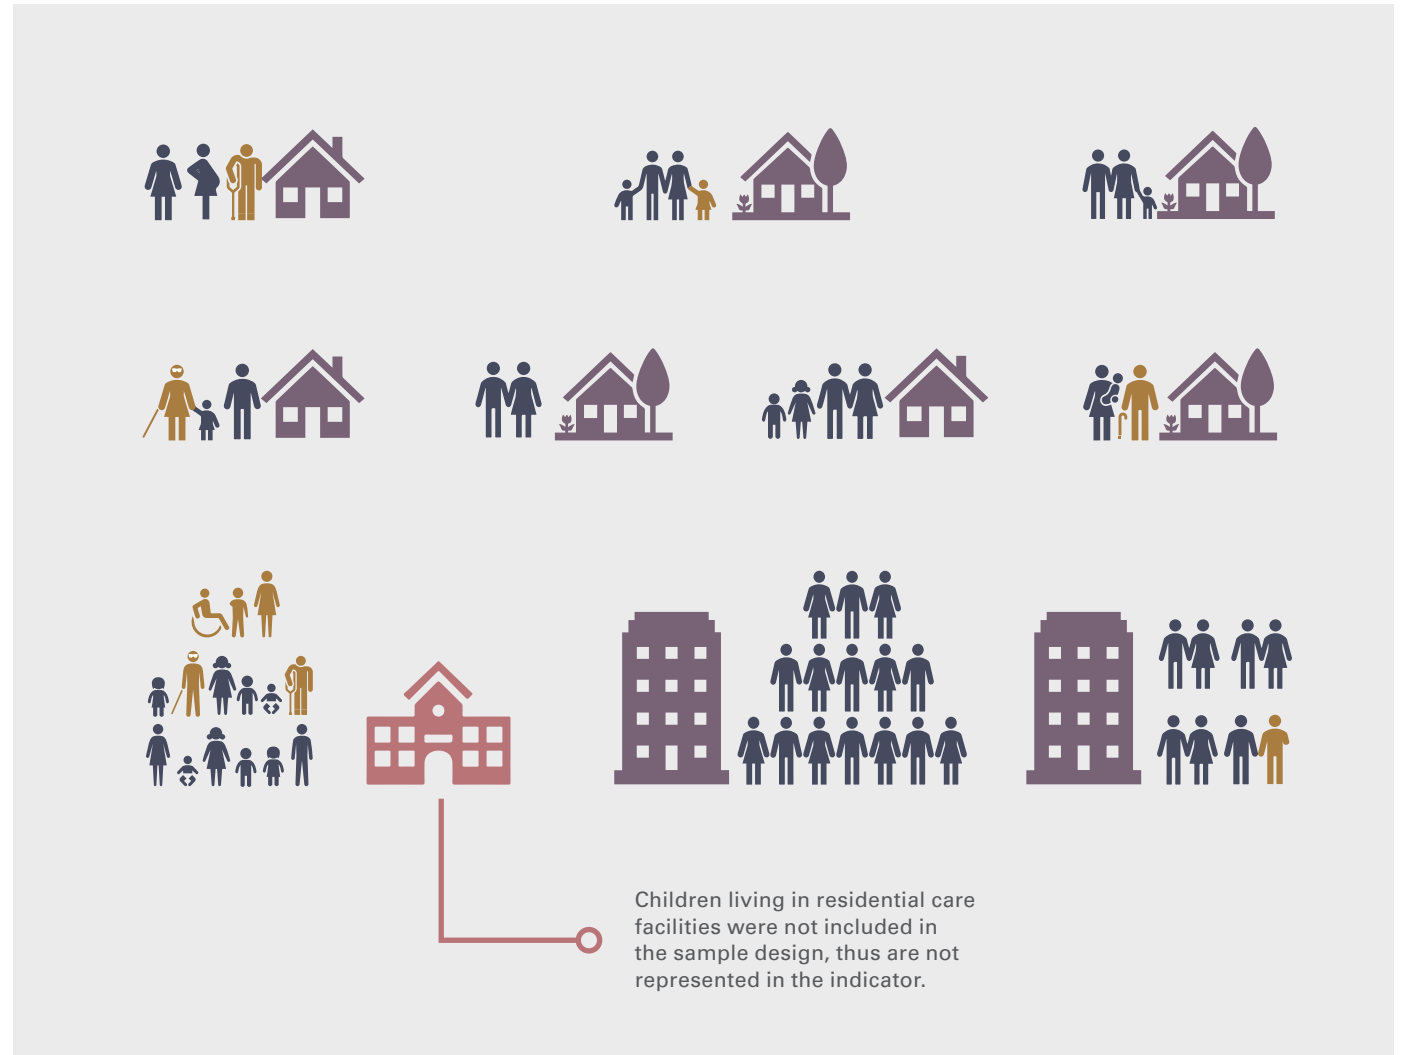 Children living in residential care
facilities were not included in
the sample design, thus are not
represented in the indicator.